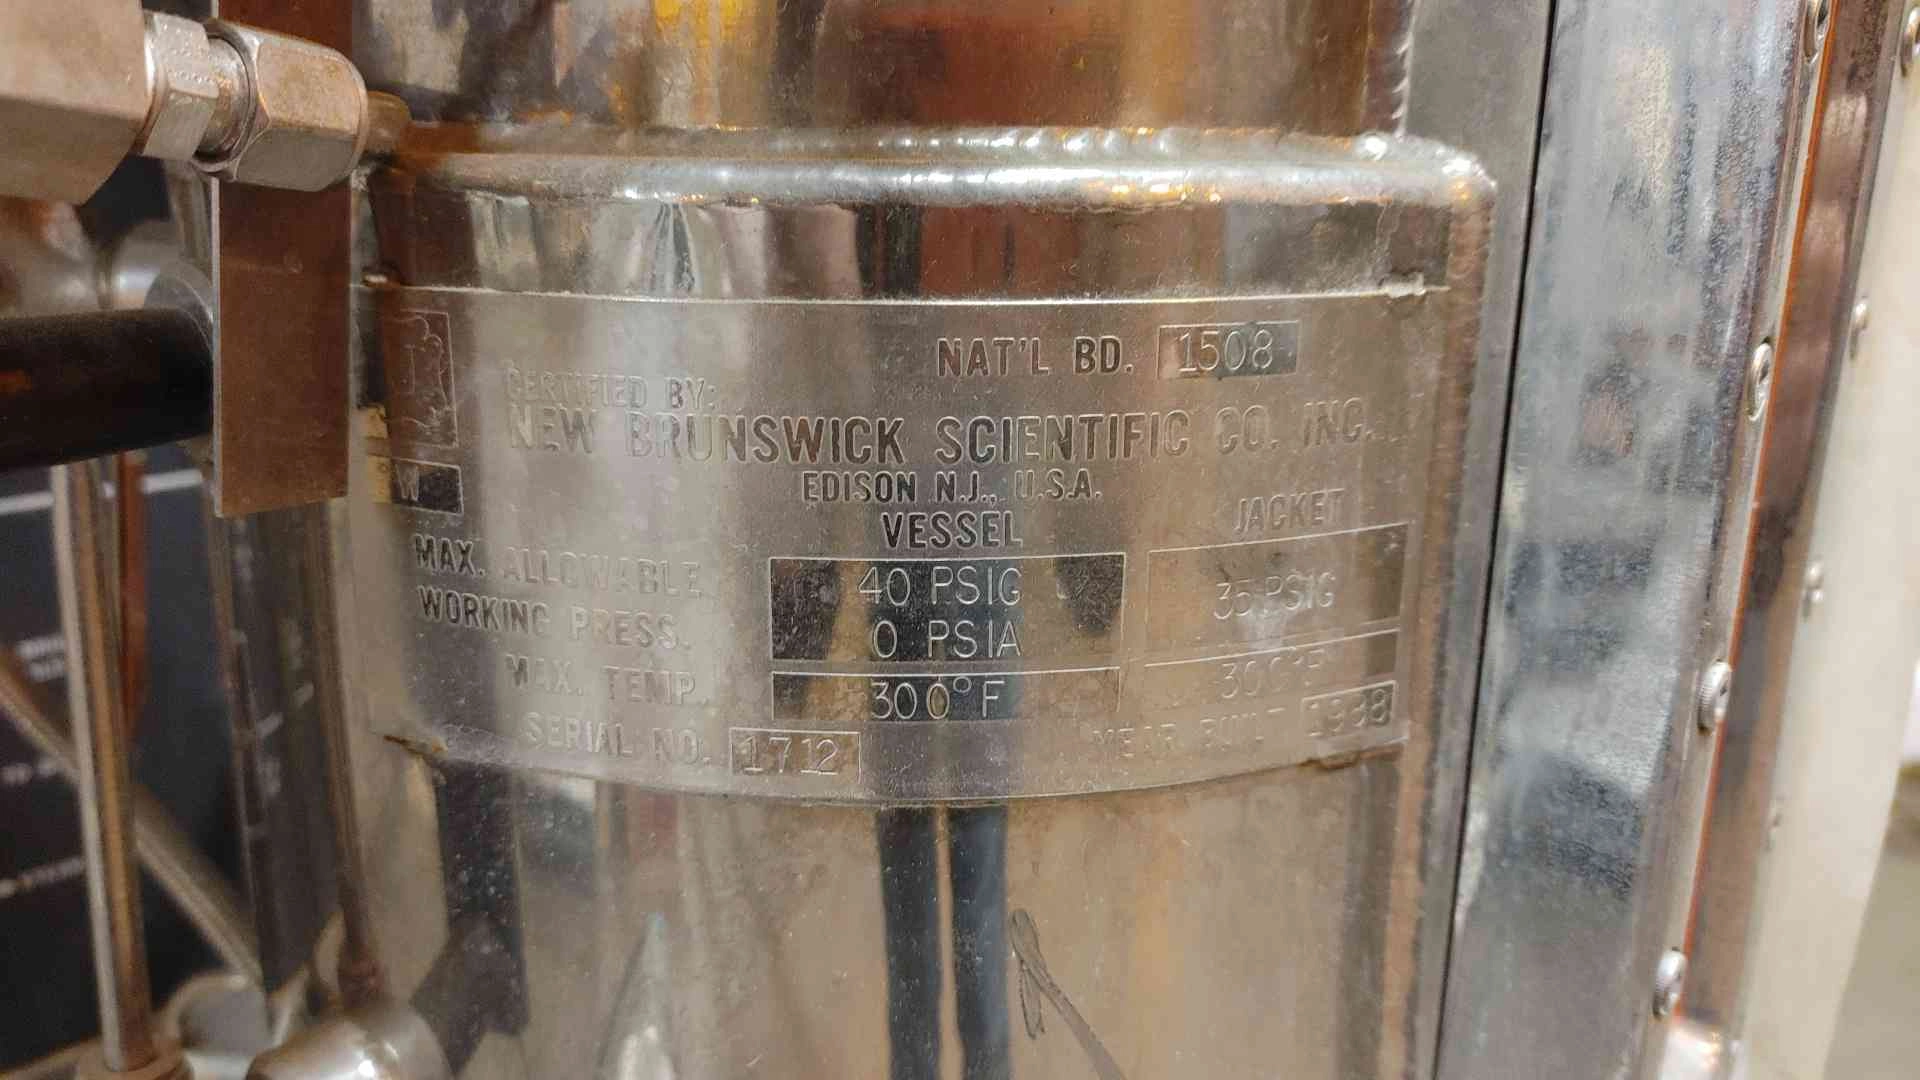 NAT'L BD. 1508
CERTIFIED BY:
NEW BRUNSWICK SCIENTIFIC CO. INC.
W
EDISON N.J., U.S.A.
VESSEL JACKET
MAX. ALLOWABLE WORKING PRESS. 40 PSIG 0 PSIA 35 PSIG
MAX. TEMP. 300°F 300°F
SERIAL NO. 1712 YEAR BUILT